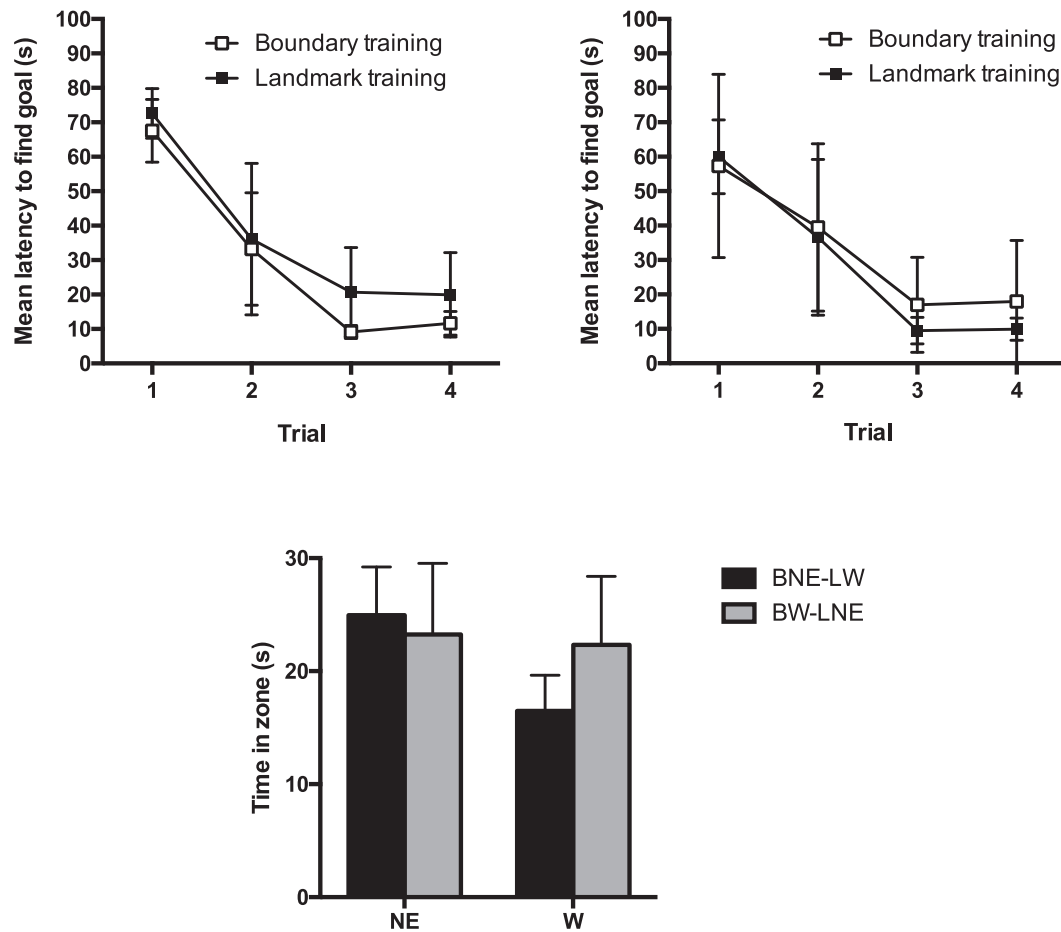 Mean latency to find goal (s)
100
90
80
70
60
50
40
30
20
10
0
1 2 3 4
Trial
Boundary training
Landmark training
Mean latency to find goal (s)
100
90
80
70
60
50
40
30
20
10
0
1 2 3 4
Trial
Boundary training
Landmark training
Time in zone (s)
30
20
10
0
NE W
BNE-LW
BW-LNE